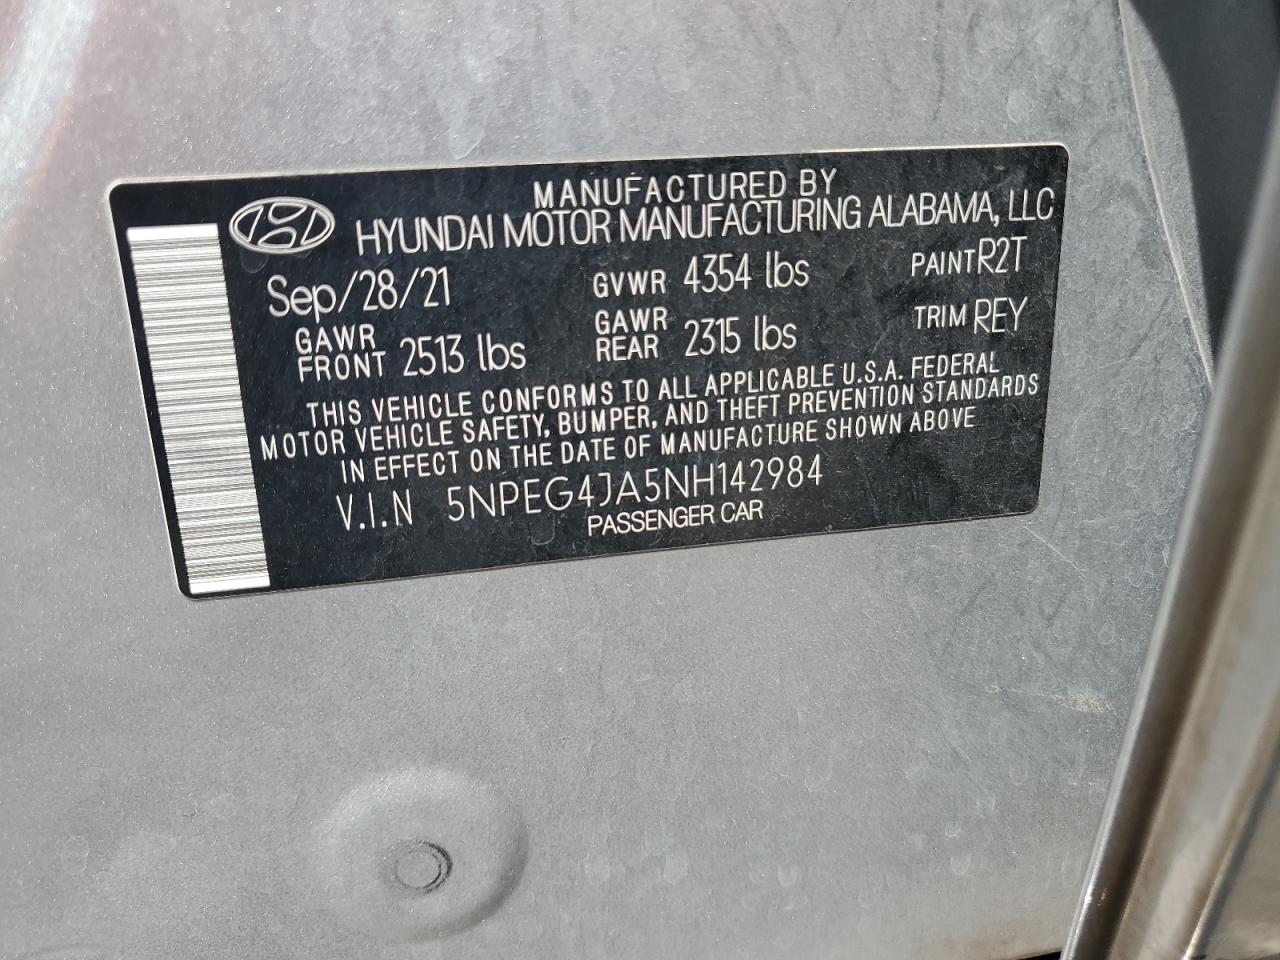 MANUFACTURED BY
HYUNDAI MOTOR MANUFACTURING ALABAMA, LLC
Sep/28/21 GVWR 4354 lbs PAINT R2T
GAWR FRONT 2513 lbs GAWR REAR 2315 lbs TRIM REY
THIS VEHICLE CONFORMS TO ALL APPLICABLE U.S.A. FEDERAL
MOTOR VEHICLE SAFETY, BUMPER, AND THEFT PREVENTION STANDARDS
IN EFFECT ON THE DATE OF MANUFACTURE SHOWN ABOVE
V.I.N 5NPEG4JA5NH142984
PASSENGER CAR